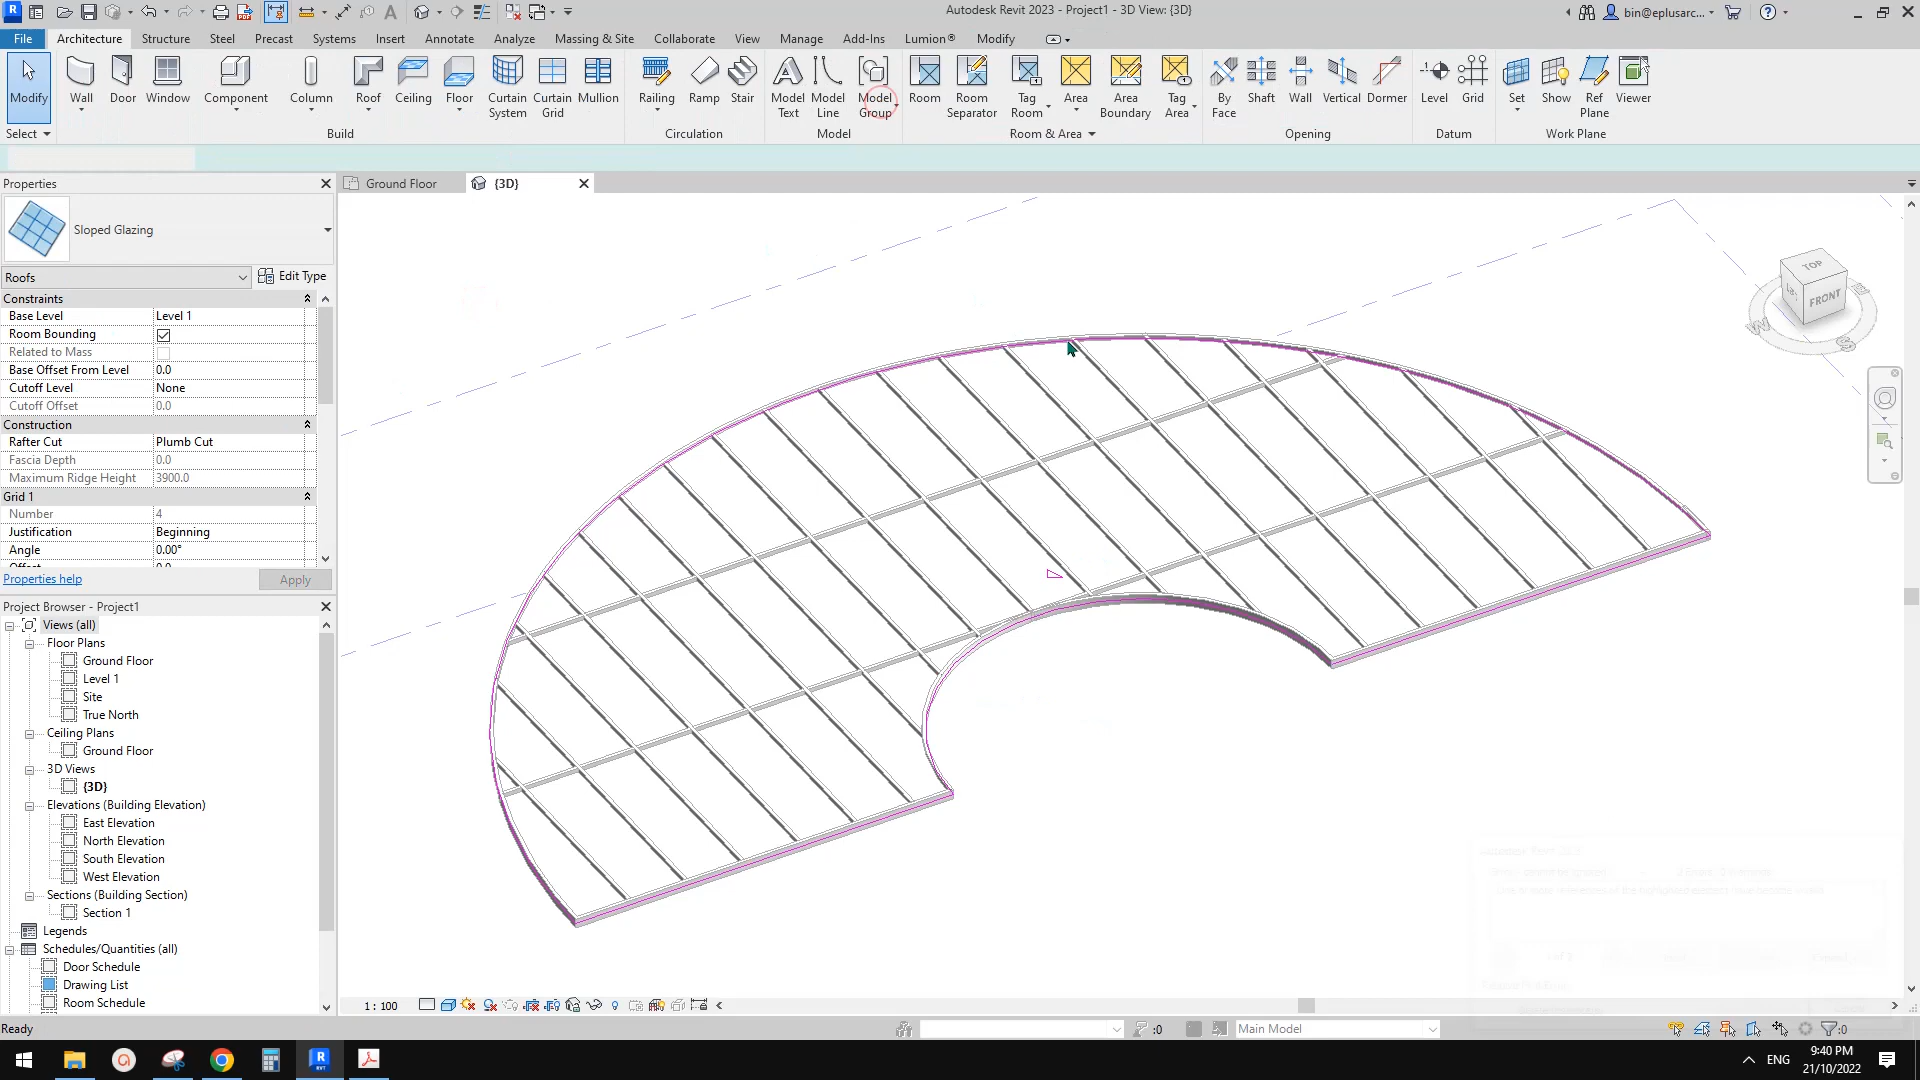 Autodesk Revit 2023 - Project1 - 3D View: {3D}
bin@eplusarc...
File Architecture Structure Steel Precast Systems Insert Annotate Analyze Massing & Site Collaborate View Manage Add-Ins Lumion® Modify
Modify
Wall
Door
Window
Component
Column
Roof
Ceiling
Floor
Curtain System
Curtain Grid
Mullion
Railing
Ramp
Stair
Model Text
Model Line
Model Group
Room
Room Separator
Tag Room
Area
Area Boundary
Tag Area
By Face
Shaft
Wall
Vertical
Dormer
Level
Grid
Set
Show
Ref Plane
Viewer
Select
Build
Circulation
Model
Room & Area
Opening
Datum
Work Plane
Properties
Ground Floor
{3D}
Sloped Glazing
Roofs
Edit Type
Constraints
Base Level Level 1
Room Bounding
Related to Mass
Base Offset From Level 0.0
Cutoff Level None
Cutoff Offset 0.0
Construction
Rafter Cut Plumb Cut
Fascia Depth 0.0
Maximum Ridge Height 3900.0
Grid 1
Number 4
Justification Beginning
Angle 0.00°
Properties help
Apply
Project Browser - Project1
Views (all)
Floor Plans
Ground Floor
Level 1
Site
True North
Ceiling Plans
Ground Floor
3D Views
{3D}
Elevations (Building Elevation)
East Elevation
North Elevation
South Elevation
West Elevation
Sections (Building Section)
Section 1
Legends
Schedules/Quantities (all)
Door Schedule
Drawing List
Room Schedule
TOP
FRONT
W
S
E
1 : 100
Ready
:0
Main Model
:0
ENG
9:40 PM
21/10/2022